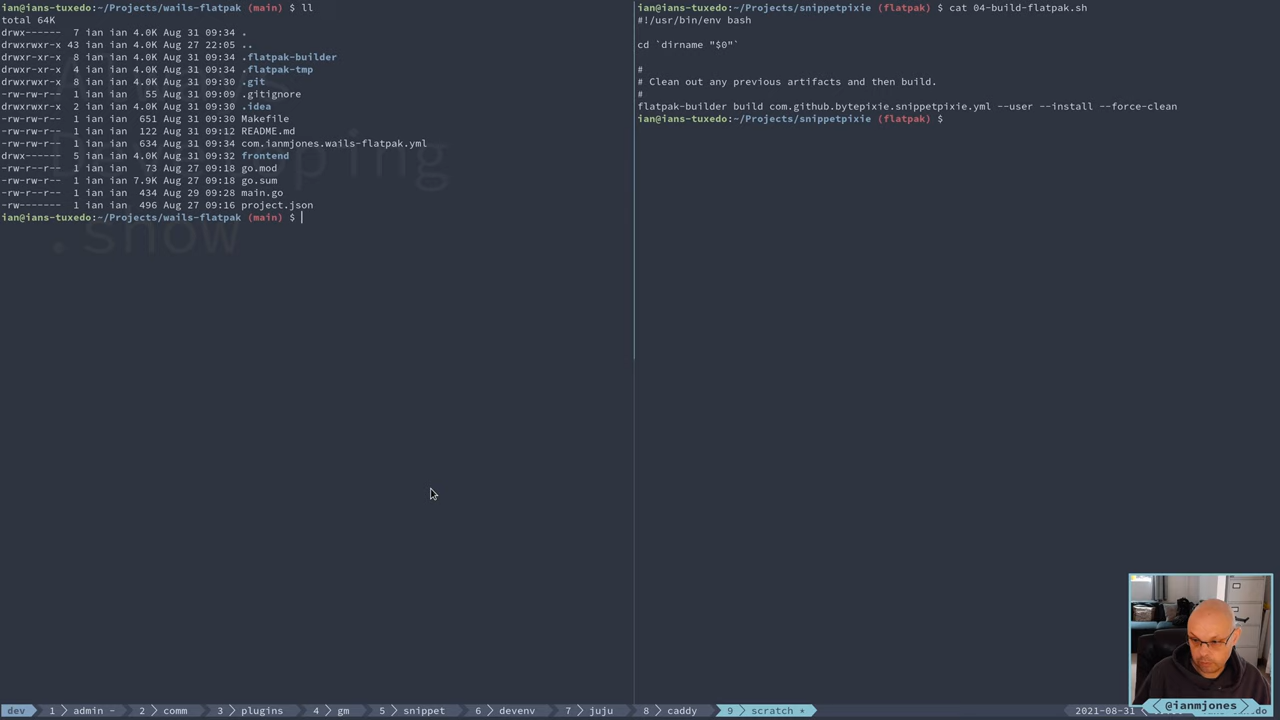 ian@ians-tuxedo:~/Projects/wails-flatpak (main) $ ll
total 64K
drwx------  7 ian ian 4.0K Aug 31 09:34 .
drwxrwxr-x 43 ian ian 4.0K Aug 27 22:05 ..
drwxr-xr-x  8 ian ian 4.0K Aug 31 09:34 .flatpak-builder
drwxr-xr-x  4 ian ian 4.0K Aug 31 09:34 .flatpak-tmp
drwxrwxr-x  8 ian ian 4.0K Aug 31 09:30 .git
-rw-rw-r--  1 ian ian   55 Aug 31 09:09 .gitignore
drwxrwxr-x  2 ian ian 4.0K Aug 31 09:30 .idea
-rw-rw-r--  1 ian ian  651 Aug 31 09:30 Makefile
-rw-rw-r--  1 ian ian  122 Aug 31 09:12 README.md
-rw-rw-r--  1 ian ian  634 Aug 31 09:34 com.ianmjones.wails-flatpak.yml
drwx------  5 ian ian 4.0K Aug 31 09:32 frontend
-rw-r--r--  1 ian ian   73 Aug 27 09:18 go.mod
-rw-rw-r--  1 ian ian 7.9K Aug 27 09:18 go.sum
-rw-rw-r--  1 ian ian  434 Aug 29 09:28 main.go
-rw-------  1 ian ian  496 Aug 27 09:16 project.json
ian@ians-tuxedo:~/Projects/wails-flatpak (main) $
.show
ian@ians-tuxedo:~/Projects/snippetpixie (flatpak) $ cat 04-build-flatpak.sh
#!/usr/bin/env bash
cd `dirname "$0"`
#
# Clean out any previous artifacts and then build.
#
flatpak-builder build com.github.bytepixie.snippetpixie.yml --user --install --force-clean
ian@ians-tuxedo:~/Projects/snippetpixie (flatpak) $
dev 1 admin - 2 comm 3 plugins 4 gm 5 snippet 6 devenv 7 juju 8 caddy 9 scratch * 2021-08-31
@ianmjones